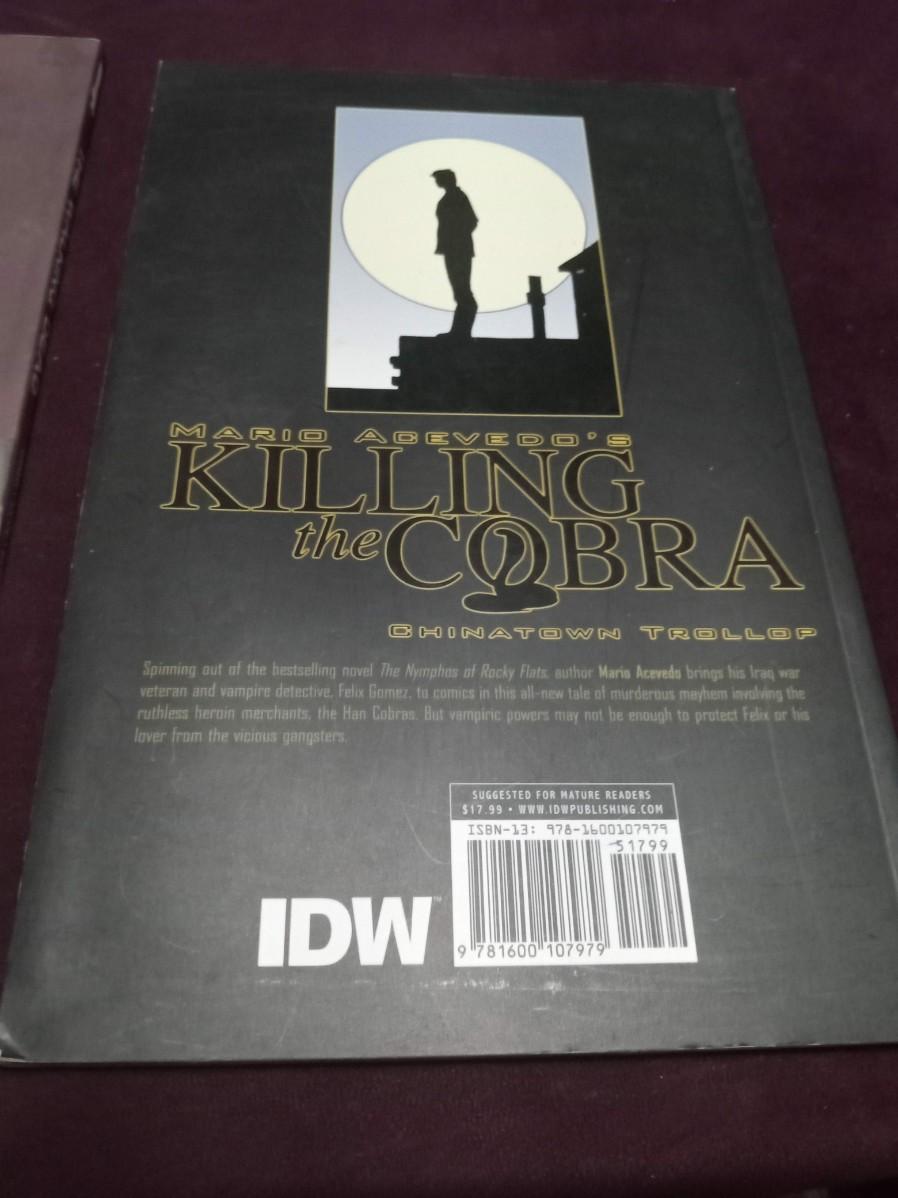 MARIO ACEVEDO'S
KILLING
the COBRA
CHINATOWN TROLLOP
Spinning out of the bestselling novel The Nymphos of Rocky Flats, author Mario Acevedo brings his Iraq war
veteran and vampire detective, Felix Gomez, to comics in this all-new tale of murderous mayhem involving the
ruthless heroin merchants, the Han Cobras. But vampiric powers may not be enough to protect Felix or his
lover from the vicious gangsters.
SUGGESTED FOR MATURE READERS
$17.99 • WWW.IDWPUBLISHING.COM
ISBN-13: 978-1600107979
51799
IDW™
9 781600 107979